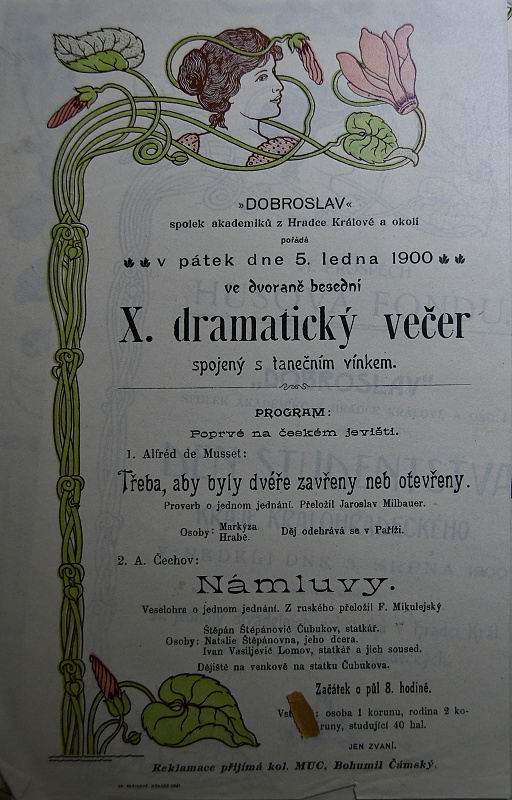 »DOBROSLAV«
spolek akademiků z Hradce Králové a okolí
pořádá
v pátek dne 5. ledna 1900
ve dvoraně besední
X. dramatický večer
spojený s tanečním vínkem.
PROGRAM:
Poprvé na českém jevišti.
1. Alfréd de Musset:
Třeba, aby byly dvéře zavřeny neb otevřeny.
Proverb o jednom jednání. Přeložil Jaroslav Milbauer.
Osoby: Markýza
Hrabě.
Děj odehrává se v Paříži.
2. A. Čechov:
Námluvy.
Veselohra o jednom jednání. Z ruského přeložil F. Mikulejský
Štěpán Štěpánovič Čubukov, statkář.
Osoby: Natalie Štěpánovna, jeho dcera.
Ivan Vasiljevič Lomov, statkář a jich soused.
Dějiště na venkově na statku Čubukova.
Začátek o půl 8. hodině.
osoba 1 korunu, rodina 2 ko-
runy, studující 40 hal.
JEN ZVANÍ.
Reklamace přijímá kol. MUC. Bohumil Čámský.